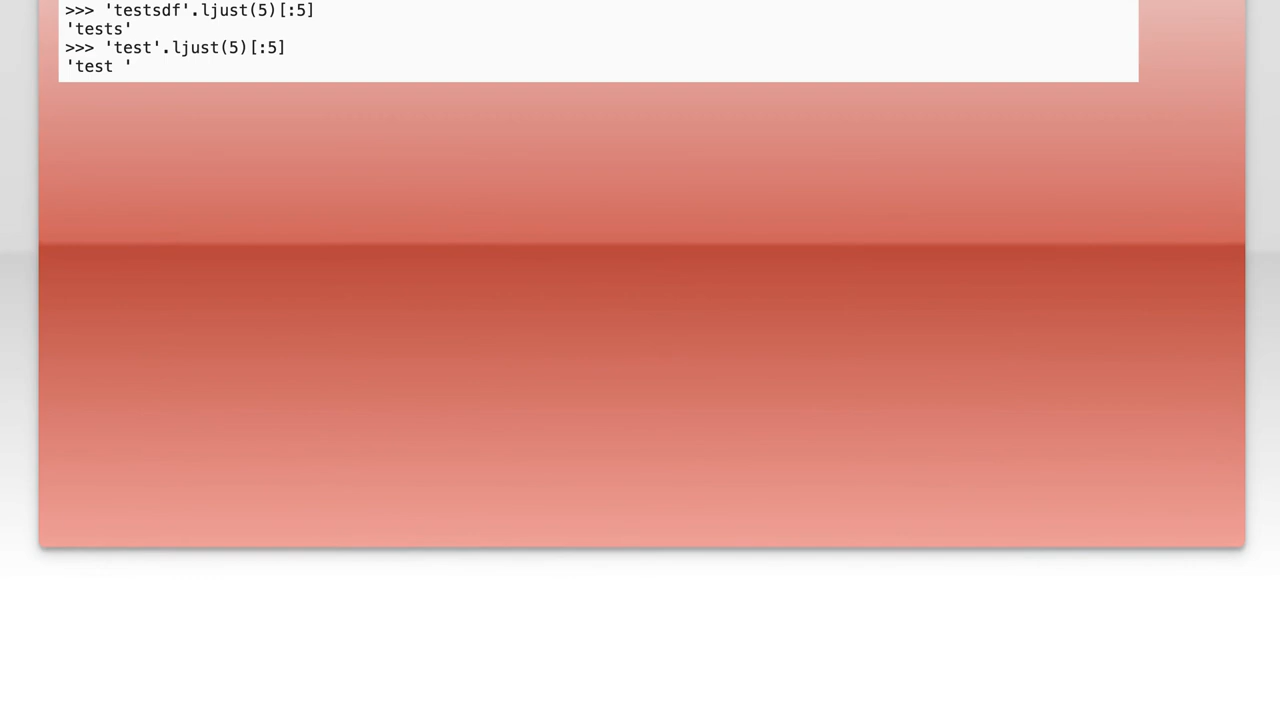 >>> 'testsdf'.ljust(5)[:5]
'tests'
>>> 'test'.ljust(5)[:5]
'test '